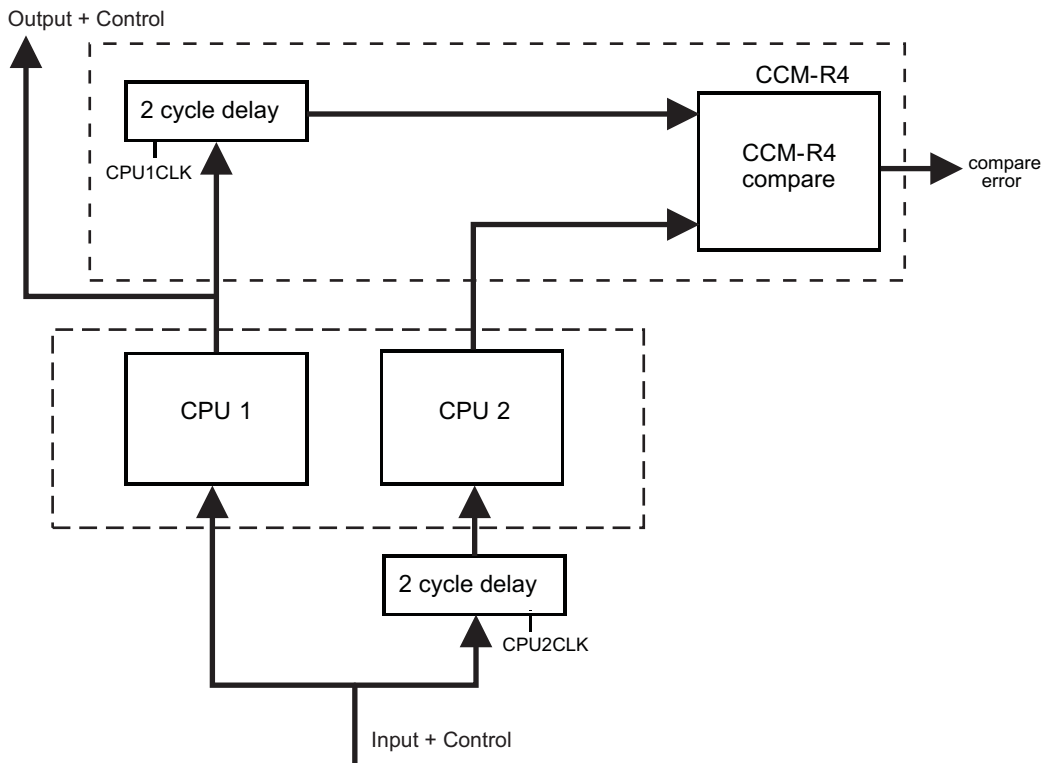 Output + Control
CCM-R4
2 cycle delay
CPU1CLK
CCM-R4
compare
compare
error
CPU 1
CPU 2
2 cycle delay
CPU2CLK
Input + Control